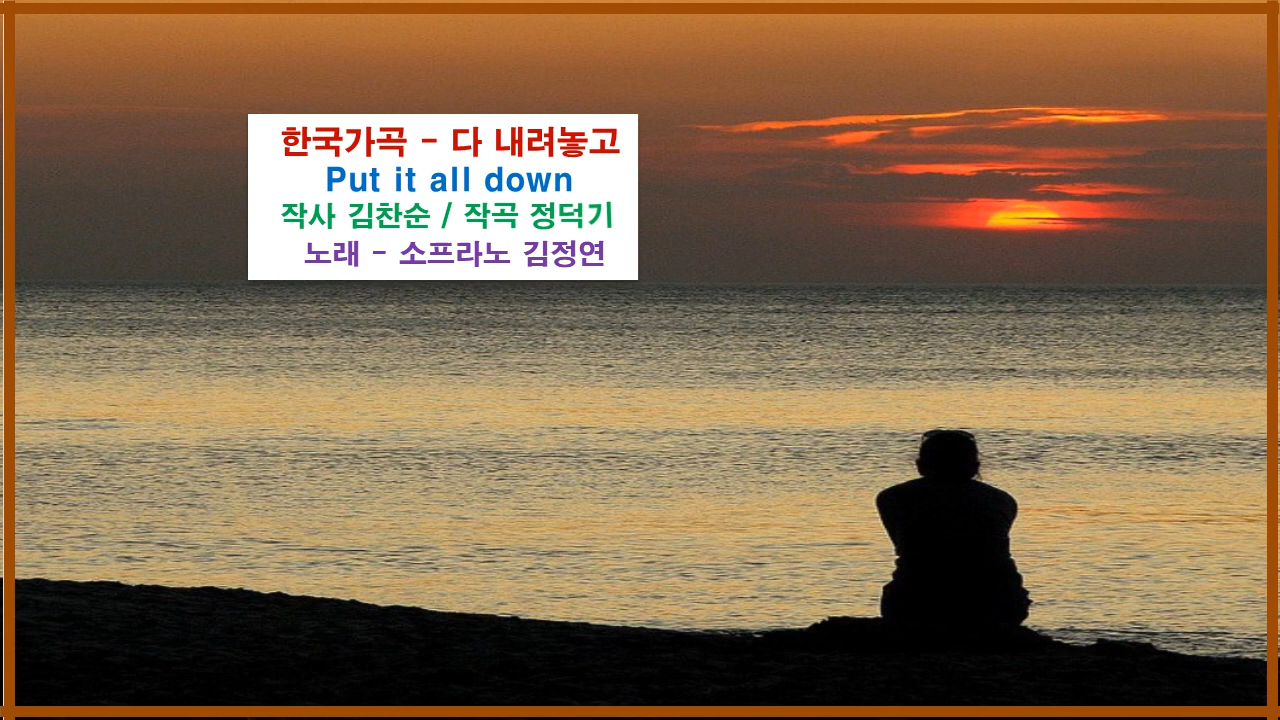 한국가곡 - 다 내려놓고
Put it all down
작사 김찬순 / 작곡 정덕기
노래 - 소프라노 김정연